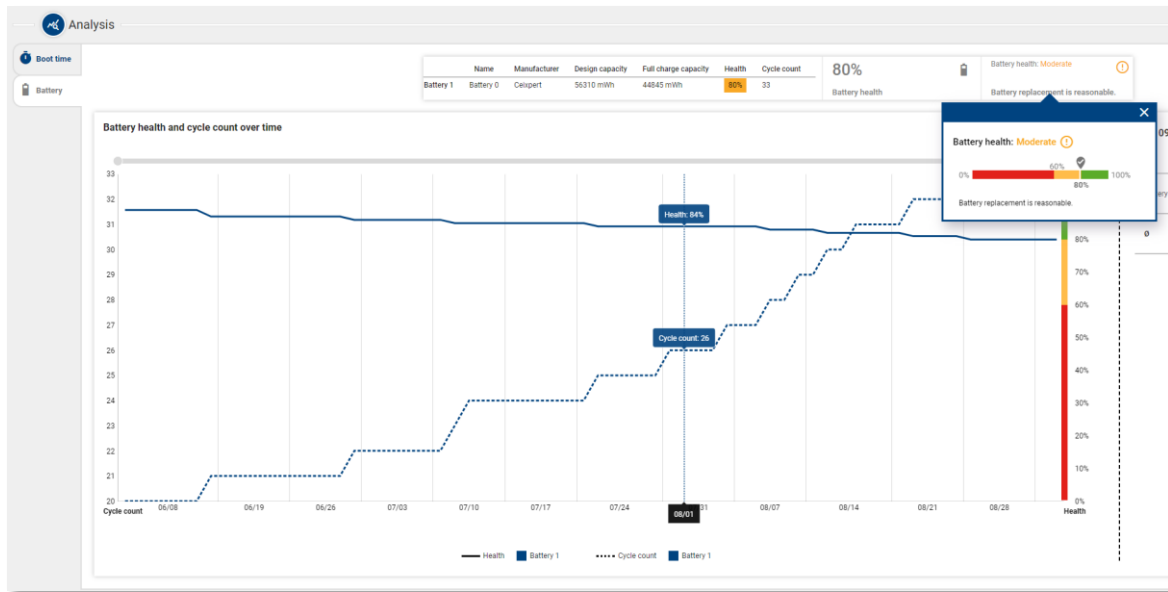 Analysis
Boot time
Battery
Name Manufacturer Design capacity Full charge capacity Health Cycle count
Battery 1 Battery 0 Celxpert 56310 mWh 44845 mWh 80% 33
80%
Battery health
Battery health: Moderate
Battery replacement is reasonable.
Battery health and cycle count over time
Battery health: Moderate
60%
0% 100%
80%
Battery replacement is reasonable.
09
33
32
31
30
29
28
27
26
25
24
23
22
21
20
Cycle count
Health: 84%
Cycle count: 26
80%
70%
60%
50%
40%
30%
20%
10%
0%
Health
ø
06/08 06/19 06/26 07/03 07/10 07/17 07/24 08/01 31 08/07 08/14 08/21 08/28
Health Battery 1 Cycle count Battery 1